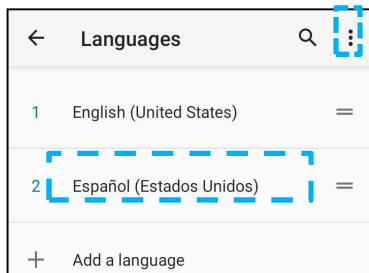 Languages
1 English (United States)
2 Español (Estados Unidos)
Add a language